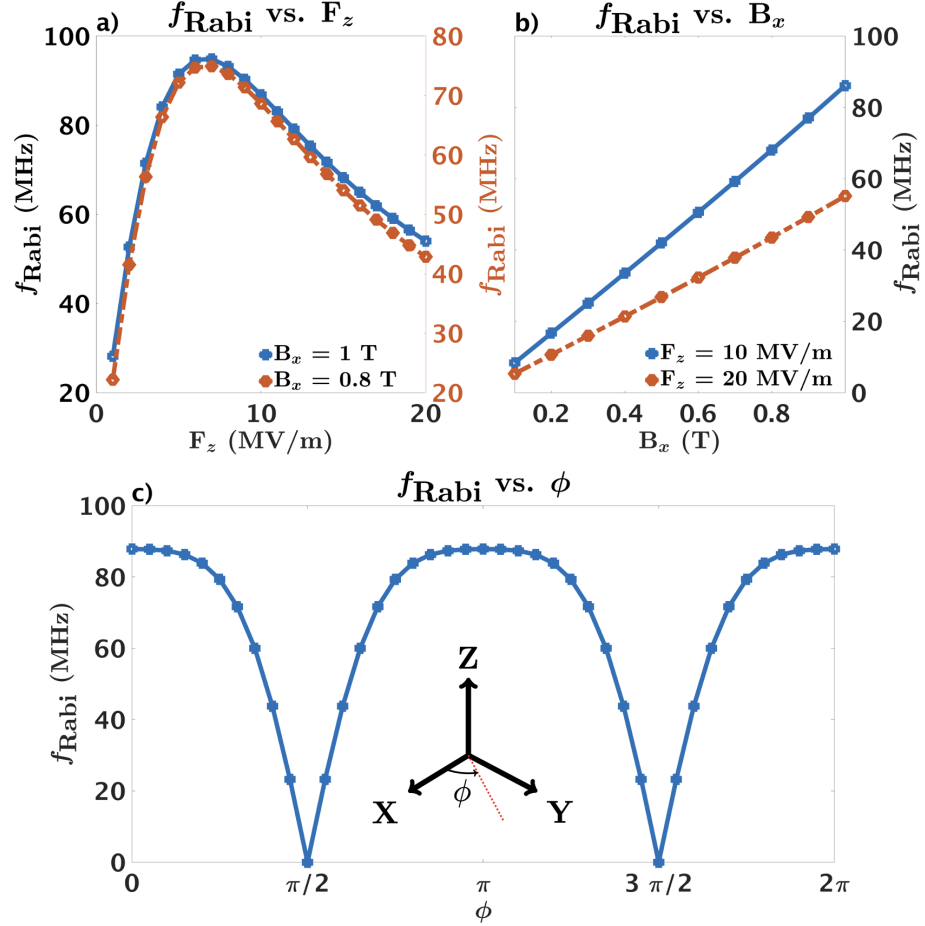 a) f_Rabi vs. F_z
100
80
60
40
20
f_Rabi (MHz)
80
70
60
50
40
30
20
f_Rabi (MHz)
B_x = 1 T
B_x = 0.8 T
0 10 20
F_z (MV/m)
b) f_Rabi vs. B_x
100
80
60
40
20
0
f_Rabi (MHz)
F_z = 10 MV/m
F_z = 20 MV/m
0.2 0.4 0.6 0.8
B_x (T)
c) f_Rabi vs. ϕ
100
80
60
40
20
0
f_Rabi (MHz)
Z
X
ϕ
Y
0 π/2 π 3 π/2 2π
ϕ